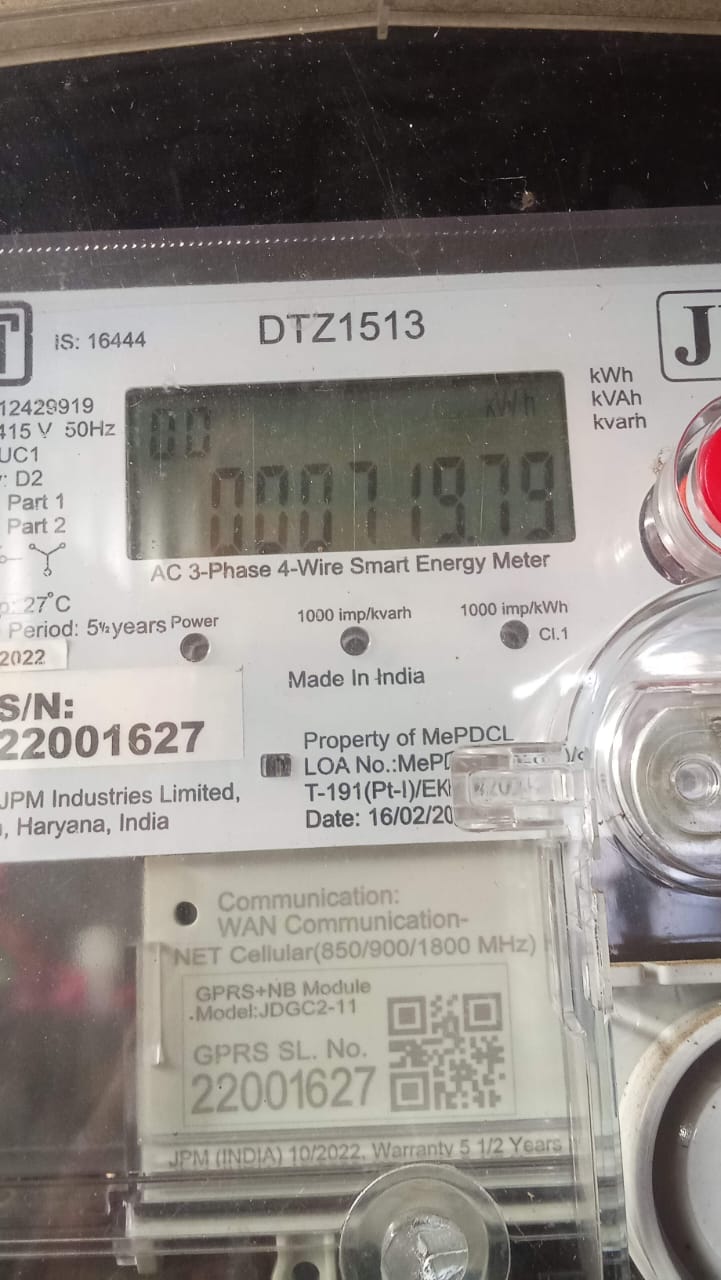 IS: 16444
DTZ1513
J
12429919
415 V 50Hz
UC1
: D2
Part 1
Part 2
kWh
kVAh
kvarh
00
kWh
000719.79
AC 3-Phase 4-Wire Smart Energy Meter
27°C
Period: 5½years
2022
Power
1000 imp/kvarh
1000 imp/kWh
Cl.1
Made In India
S/N:
22001627
JPM Industries Limited,
, Haryana, India
Property of MePDCL
LOA No.:MePD
T-191(Pt-I)/EK
Date: 16/02/20
Communication:
WAN Communication-
NET Cellular(850/900/1800 MHz)
GPRS+NB Module
Model:JDGC2-11
GPRS SL. No.
22001627
JPM (INDIA) 10/2022, Warranty 5 1/2 Years